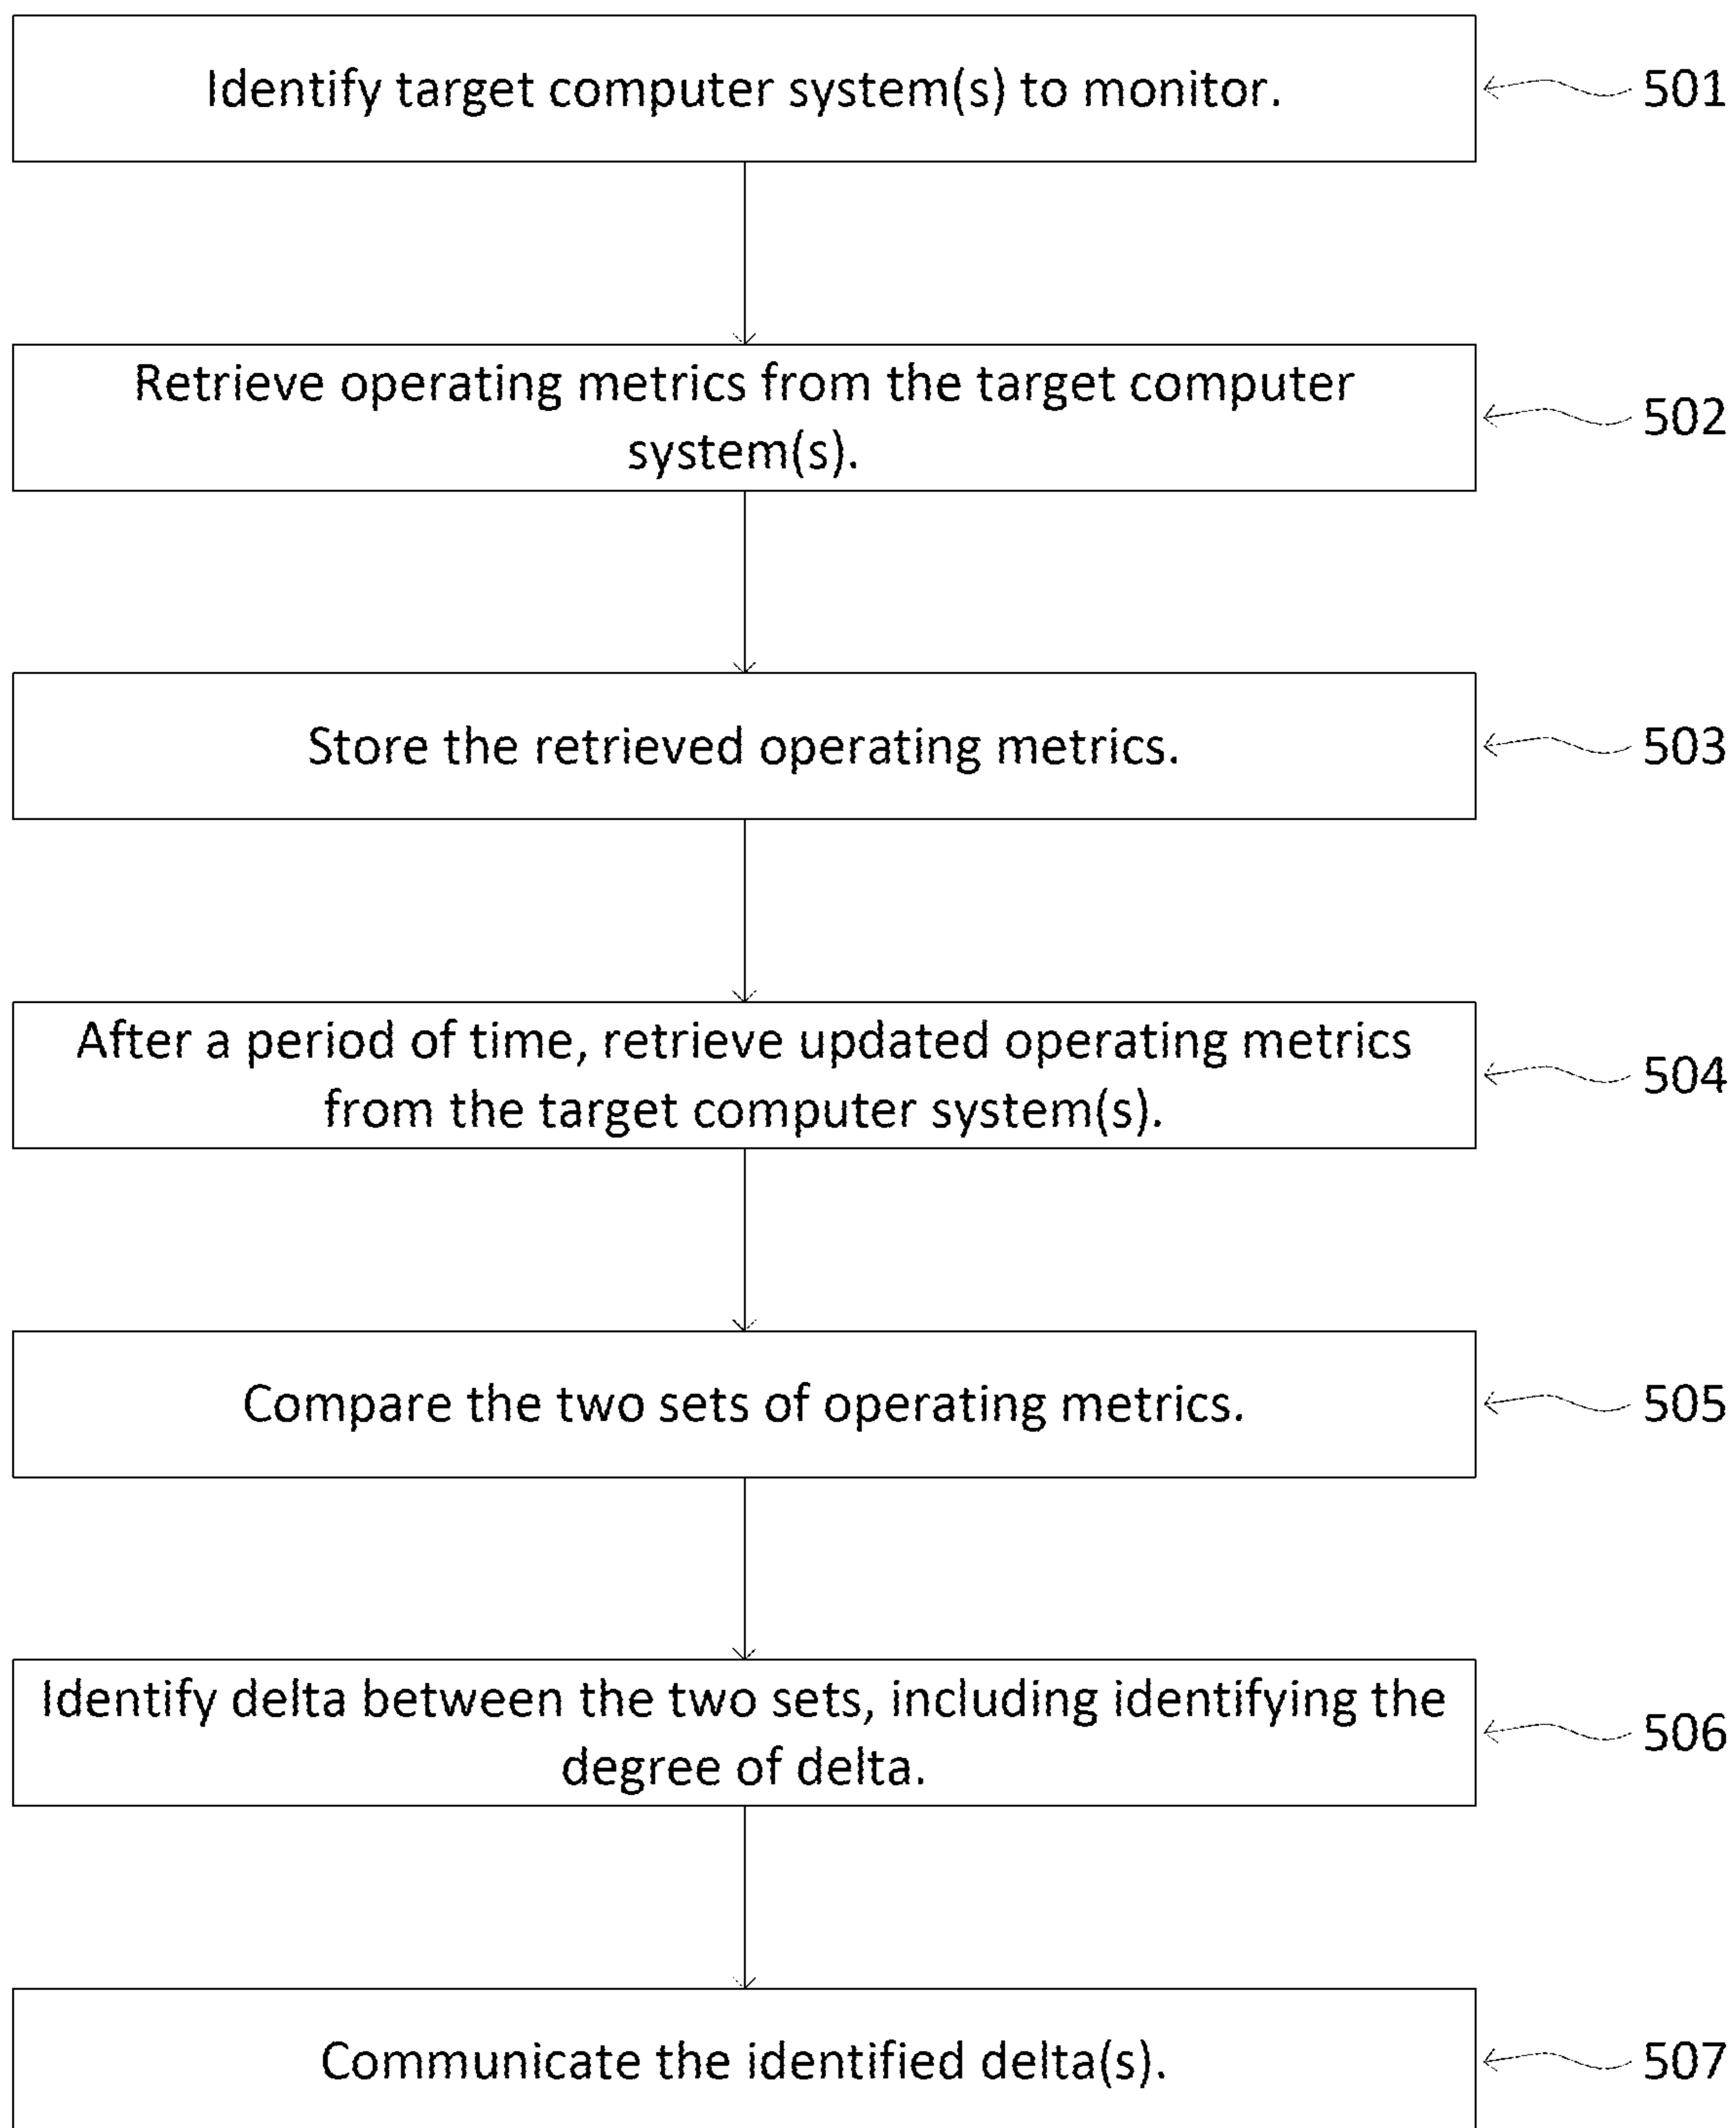 Identify target computer system(s) to monitor.
501
Retrieve operating metrics from the target computer
system(s).
502
Store the retrieved operating metrics.
503
After a period of time, retrieve updated operating metrics
from the target computer system(s).
504
Compare the two sets of operating metrics.
505
Identify delta between the two sets, including identifying the
degree of delta.
506
Communicate the identified delta(s).
507